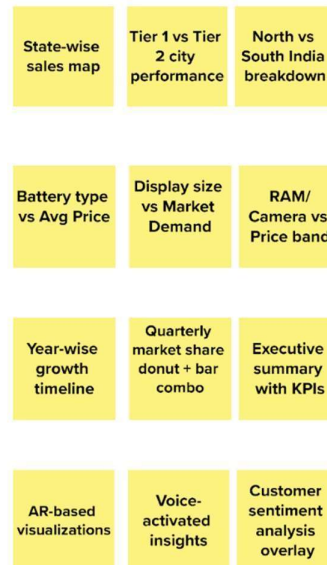 State-wise
sales map
Tier 1 vs Tier
2 city
performance
North vs
South India
breakdown
Battery type
vs Avg Price
Display size
vs Market
Demand
RAM/
Camera vs
Price band
Year-wise
growth
timeline
Quarterly
market share
donut + bar
combo
Executive
summary
with KPIs
AR-based
visualizations
Voice-
activated
insights
Customer
sentiment
analysis
overlay